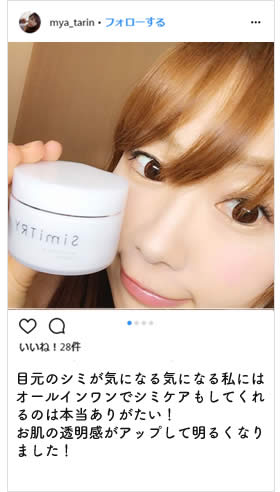 mya_tarin • フォローする
SimiTRY
いいね！28件
目元のシミが気になる気になる私には
オールインワンでシミケアもしてくれ
るのは本当ありがたい！
お肌の透明感がアップして明るくなり
ました！